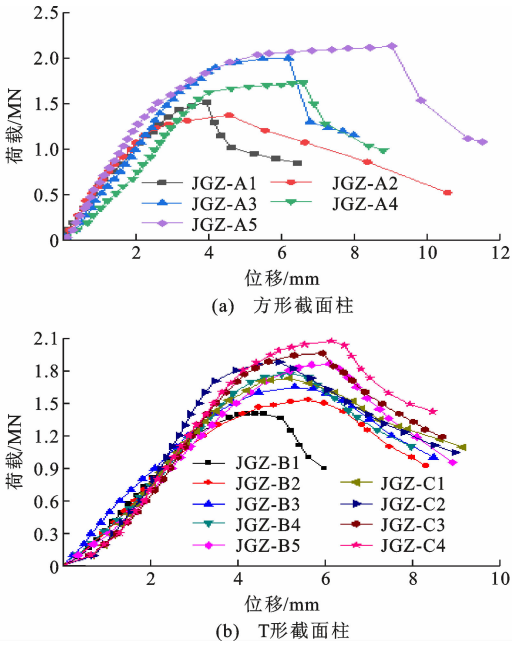 2.5
2.0
1.5
1.0
0.5
0
荷载/MN
JGZ-A1 JGZ-A2
JGZ-A3 JGZ-A4
JGZ-A5
2 4 6 8 10 12
位移/mm
(a) 方形截面柱
2.1
1.8
1.5
1.2
0.9
0.6
0.3
0
荷载/MN
JGZ-B1
JGZ-B2 JGZ-C1
JGZ-B3 JGZ-C2
JGZ-B4 JGZ-C3
JGZ-B5 JGZ-C4
2 4 6 8 10
位移/mm
(b) T形截面柱